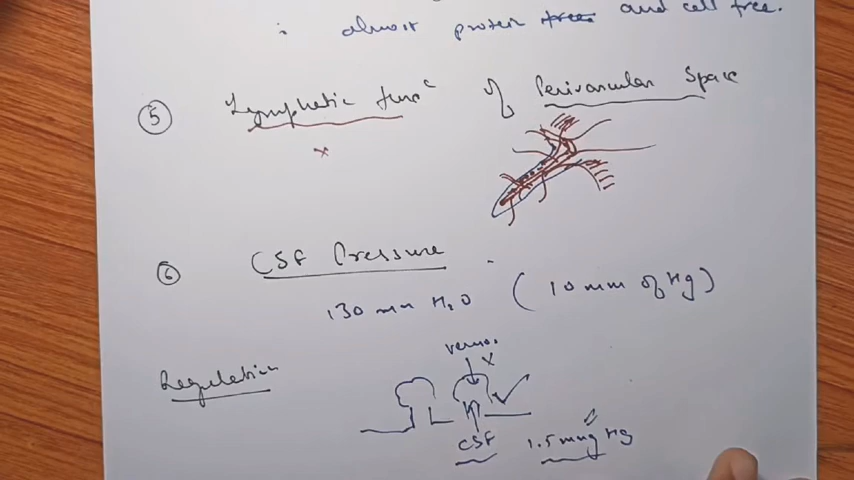 : almost protein free and cell free.
⑤ Lymphatic func^c of Perivascular Space
×
⑥ CSF Pressure
130 mm H₂O (10 mm of Hg)
Regulation
venous
×
CSF 1.5 mmg Hg